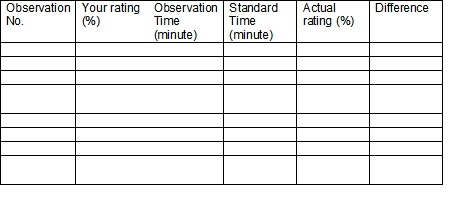 Observation No.
Your rating (%)
Observation Time (minute)
Standard Time (minute)
Actual rating (%)
Difference